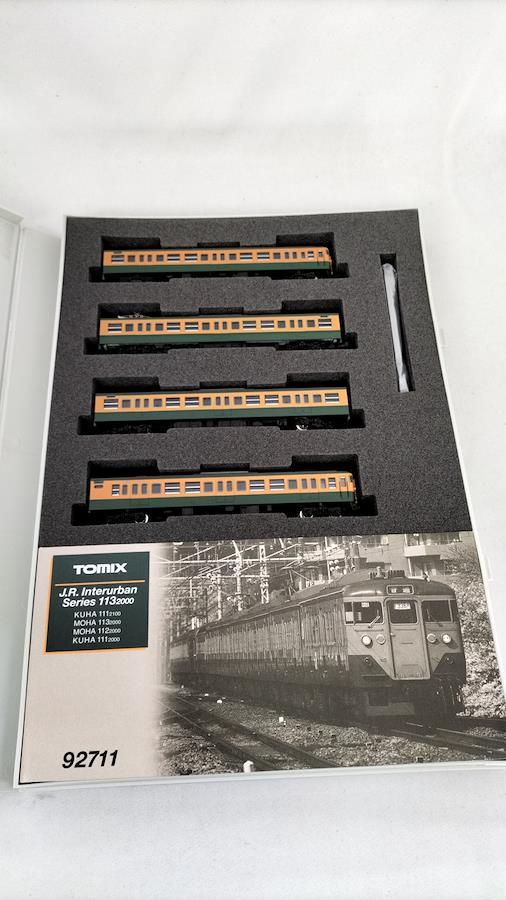 TOMIX
J.R. Interurban
Series 113 2000
KUHA 111 2100
MOHA 113 2000
MOHA 112 2000
KUHA 111 2000
92711